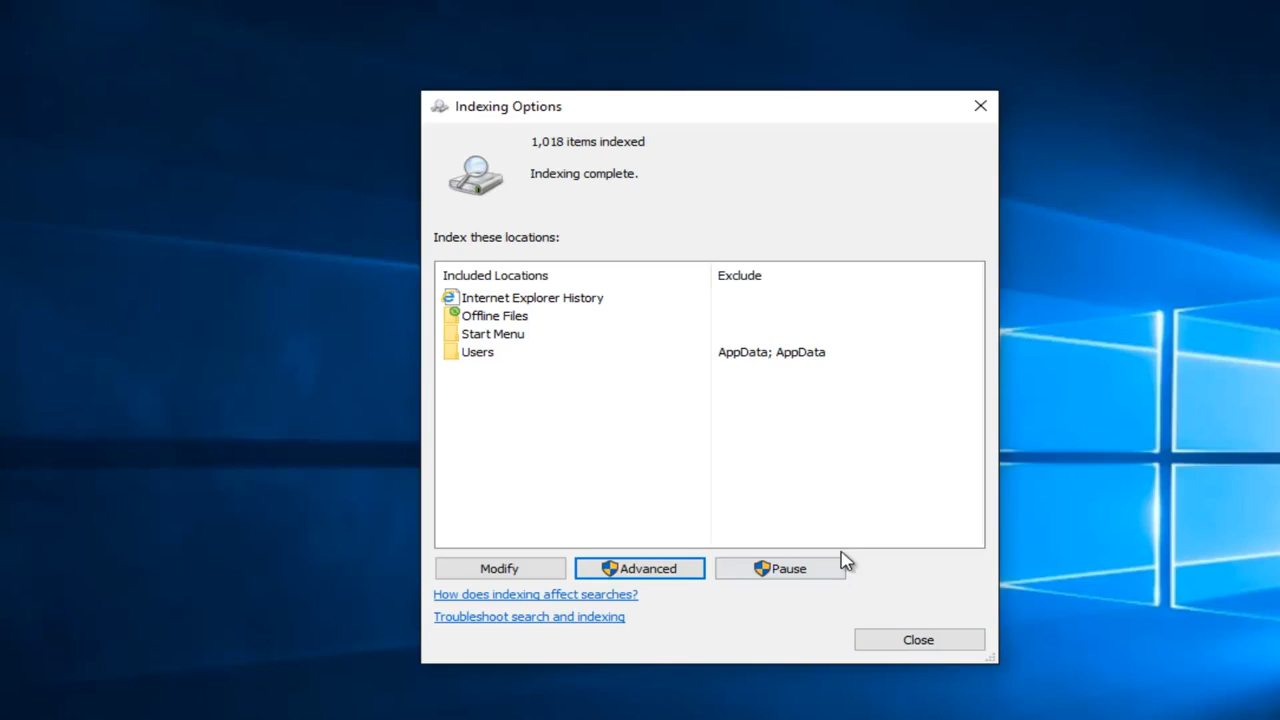 Indexing Options
1,018 items indexed
Indexing complete.
Index these locations:
Included Locations Exclude
Internet Explorer History
Offline Files
Start Menu
Users AppData; AppData
Modify Advanced Pause
How does indexing affect searches?
Troubleshoot search and indexing
Close